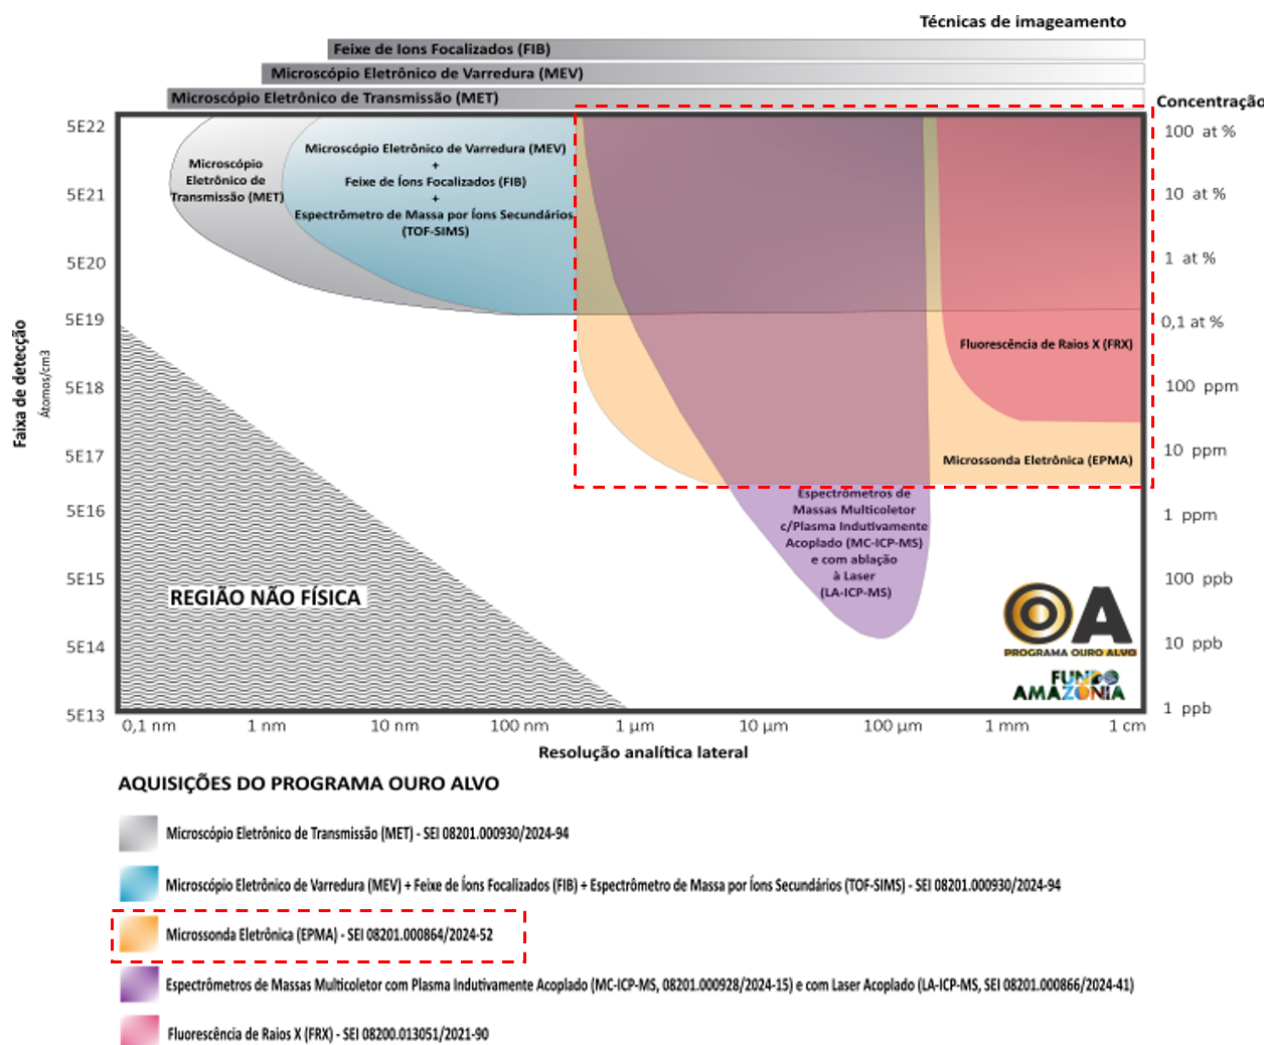 Técnicas de imageamento
Feixe de Ions Focalizados (FIB)
Microscópio Eletrônico de Varredura (MEV)
Microscópio Eletrônico de Transmissão (MET)
Concentração
5E22
5E21
5E20
5E19
5E18
5E17
5E16
5E15
5E14
5E13
Faixa de detecção
Átomos/cm3
100 at %
10 at %
1 at %
0,1 at %
100 ppm
10 ppm
1 ppm
100 ppb
10 ppb
1 ppb
Microscópio
Eletrônico de
Transmissão (MET)
Microscópio Eletrônico de Varredura (MEV)
+
Feixe de Íons Focalizados (FIB)
+
Espectrômetro de Massa por Íons Secundários
(TOF-SIMS)
Fluorescência de Raios X (FRX)
Microssonda Eletrônica (EPMA)
Espectrômetros de
Massas Multicoletor
c/Plasma Indutivamente
Acoplado (MC-ICP-MS)
e com ablação
à Laser
(LA-ICP-MS)
REGIÃO NÃO FÍSICA
OA
PROGRAMA OURO ALVO
FUNDO
AMAZÔNIA
0,1 nm
1 nm
10 nm
100 nm
1 µm
10 µm
100 µm
1 mm
1 cm
Resolução analítica lateral
AQUISIÇÕES DO PROGRAMA OURO ALVO
Microscópio Eletrônico de Transmissão (MET) - SEI 08201.000930/2024-94
Microscópio Eletrônico de Varredura (MEV) + Feixe de Íons Focalizados (FIB) + Espectrômetro de Massa por Íons Secundários (TOF-SIMS) - SEI 08201.000930/2024-94
Microssonda Eletrônica (EPMA) - SEI 08201.000864/2024-52
Espectrômetros de Massas Multicoletor com Plasma Indutivamente Acoplado (MC-ICP-MS, 08201.000928/2024-15) e com Laser Acoplado (LA-ICP-MS, SEI 08201.000866/2024-41)
Fluorescência de Raios X (FRX) - SEI 08200.013051/2021-90